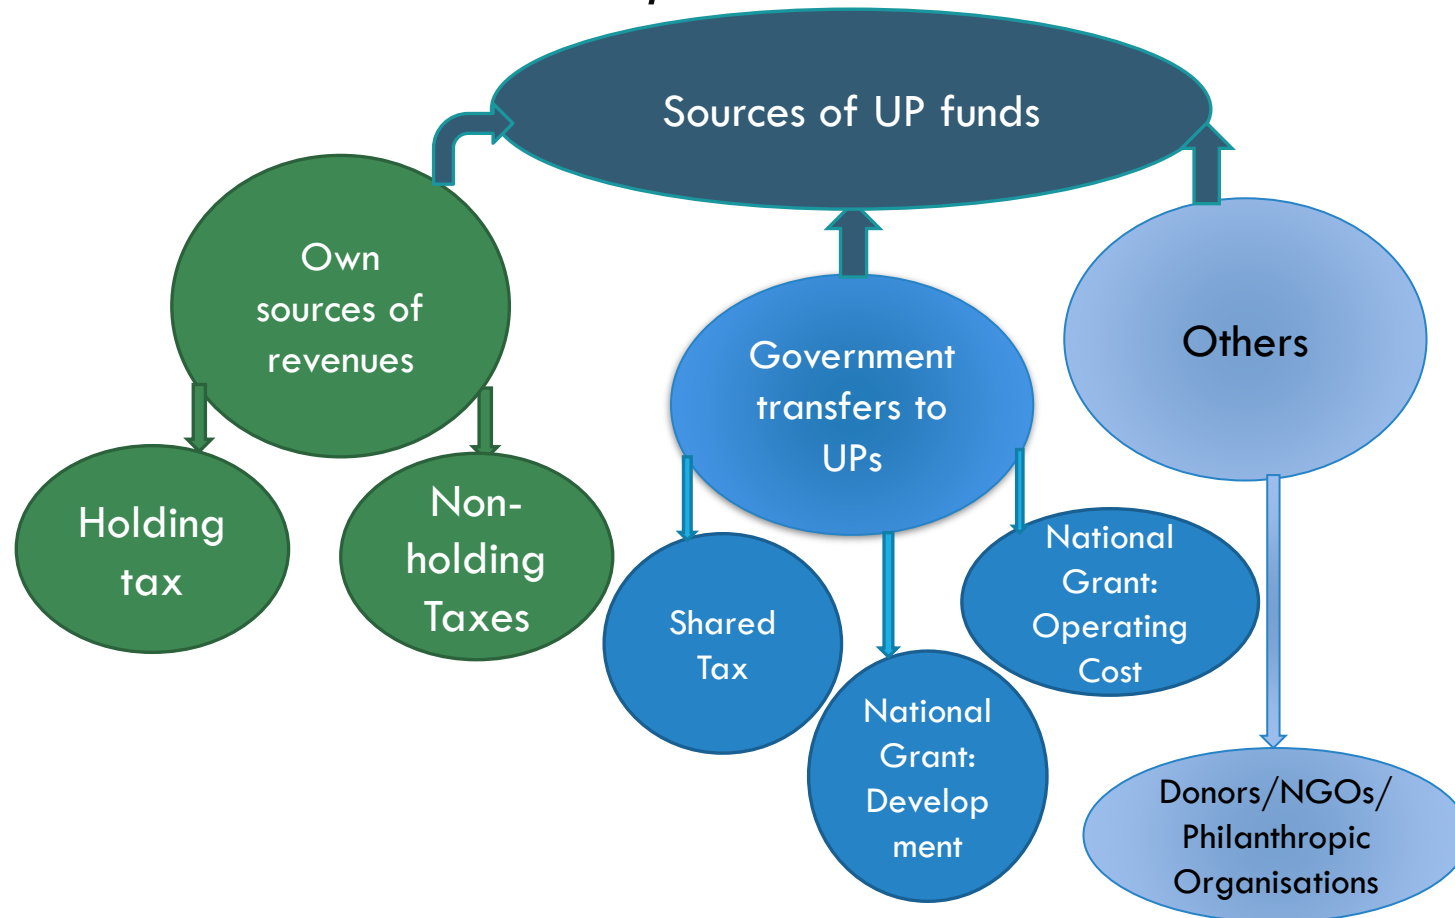 Sources of UP funds
Own
sources of
revenues
Government
transfers to
UPs
Others
Holding
tax
Non-
holding
Taxes
Shared
Tax
National
Grant:
Develop
ment
National
Grant:
Operating
Cost
Donors/NGOs/
Philanthropic
Organisations